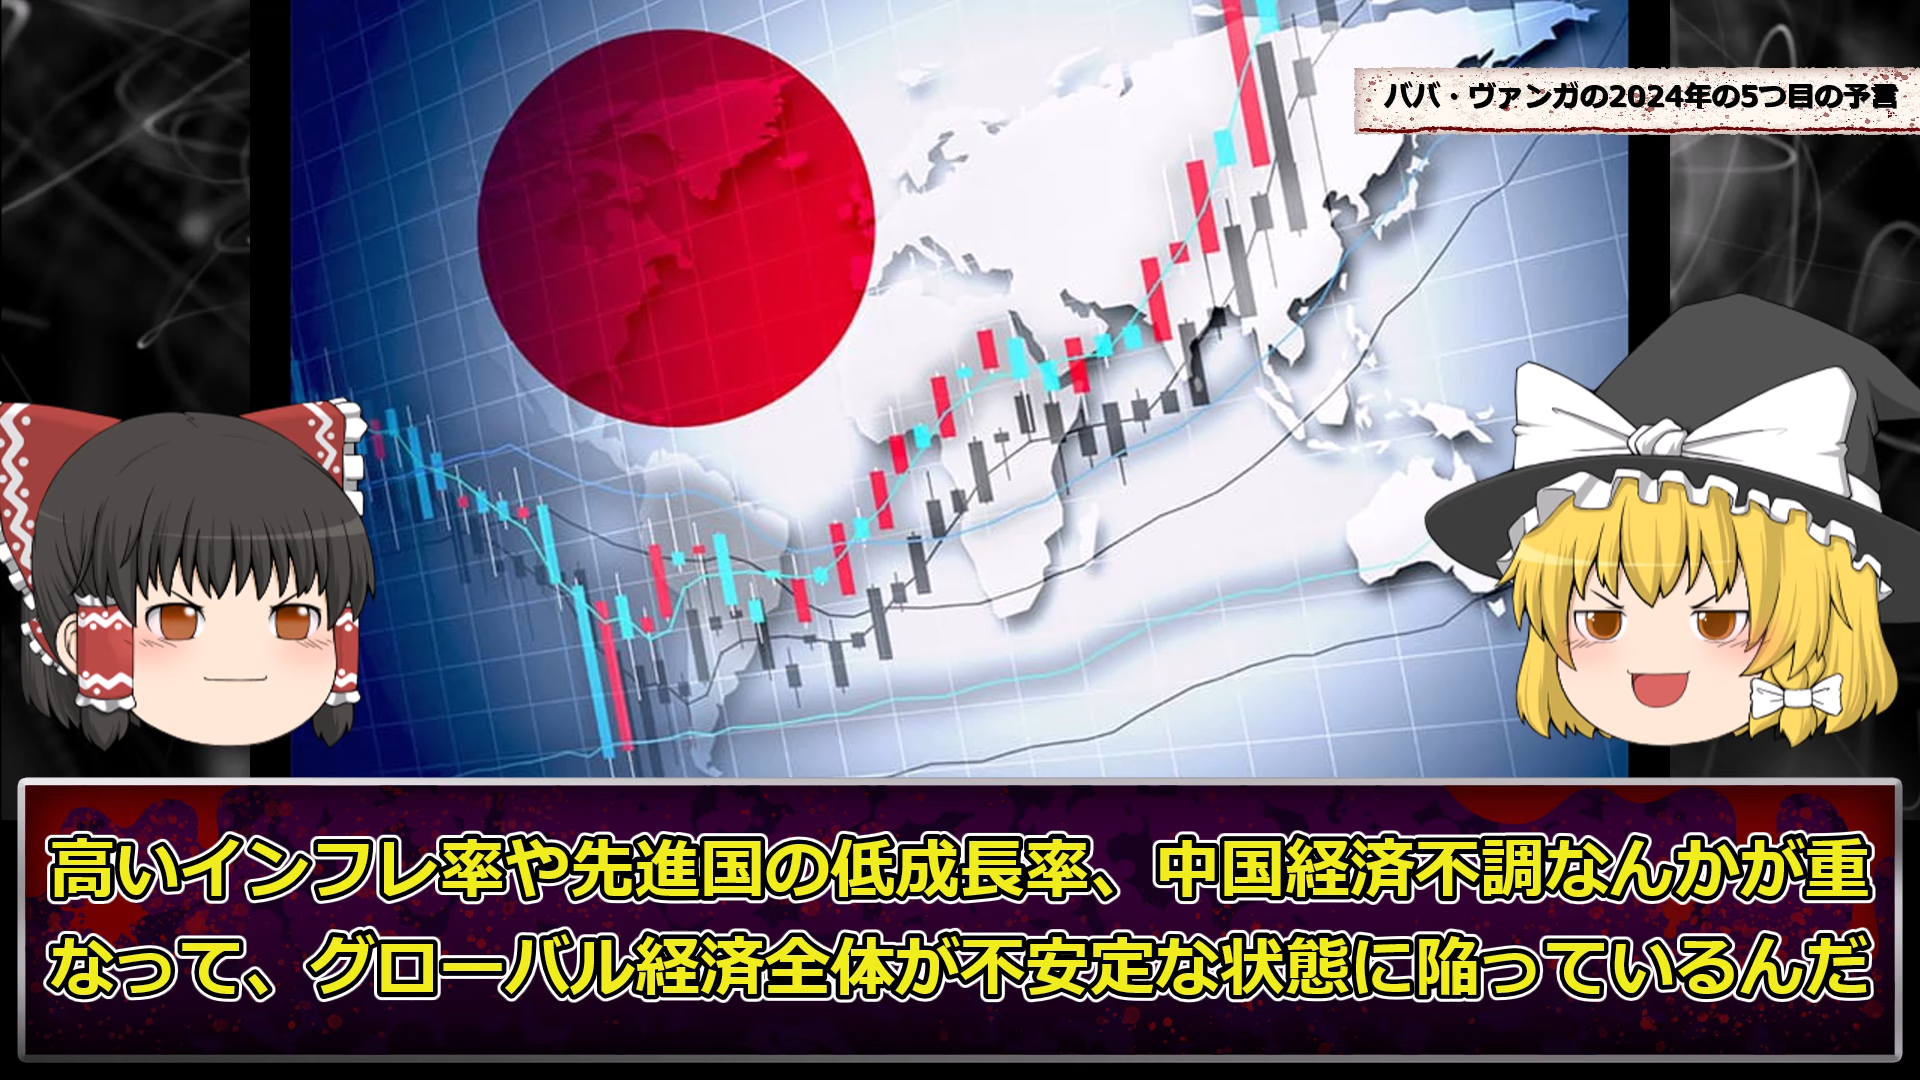 ババ・ヴァンガの2024年の5つ目の予言
高いインフレ率や先進国の低成長率、中国経済不調なんかが重
なって、グローバル経済全体が不安定な状態に陥っているんだ